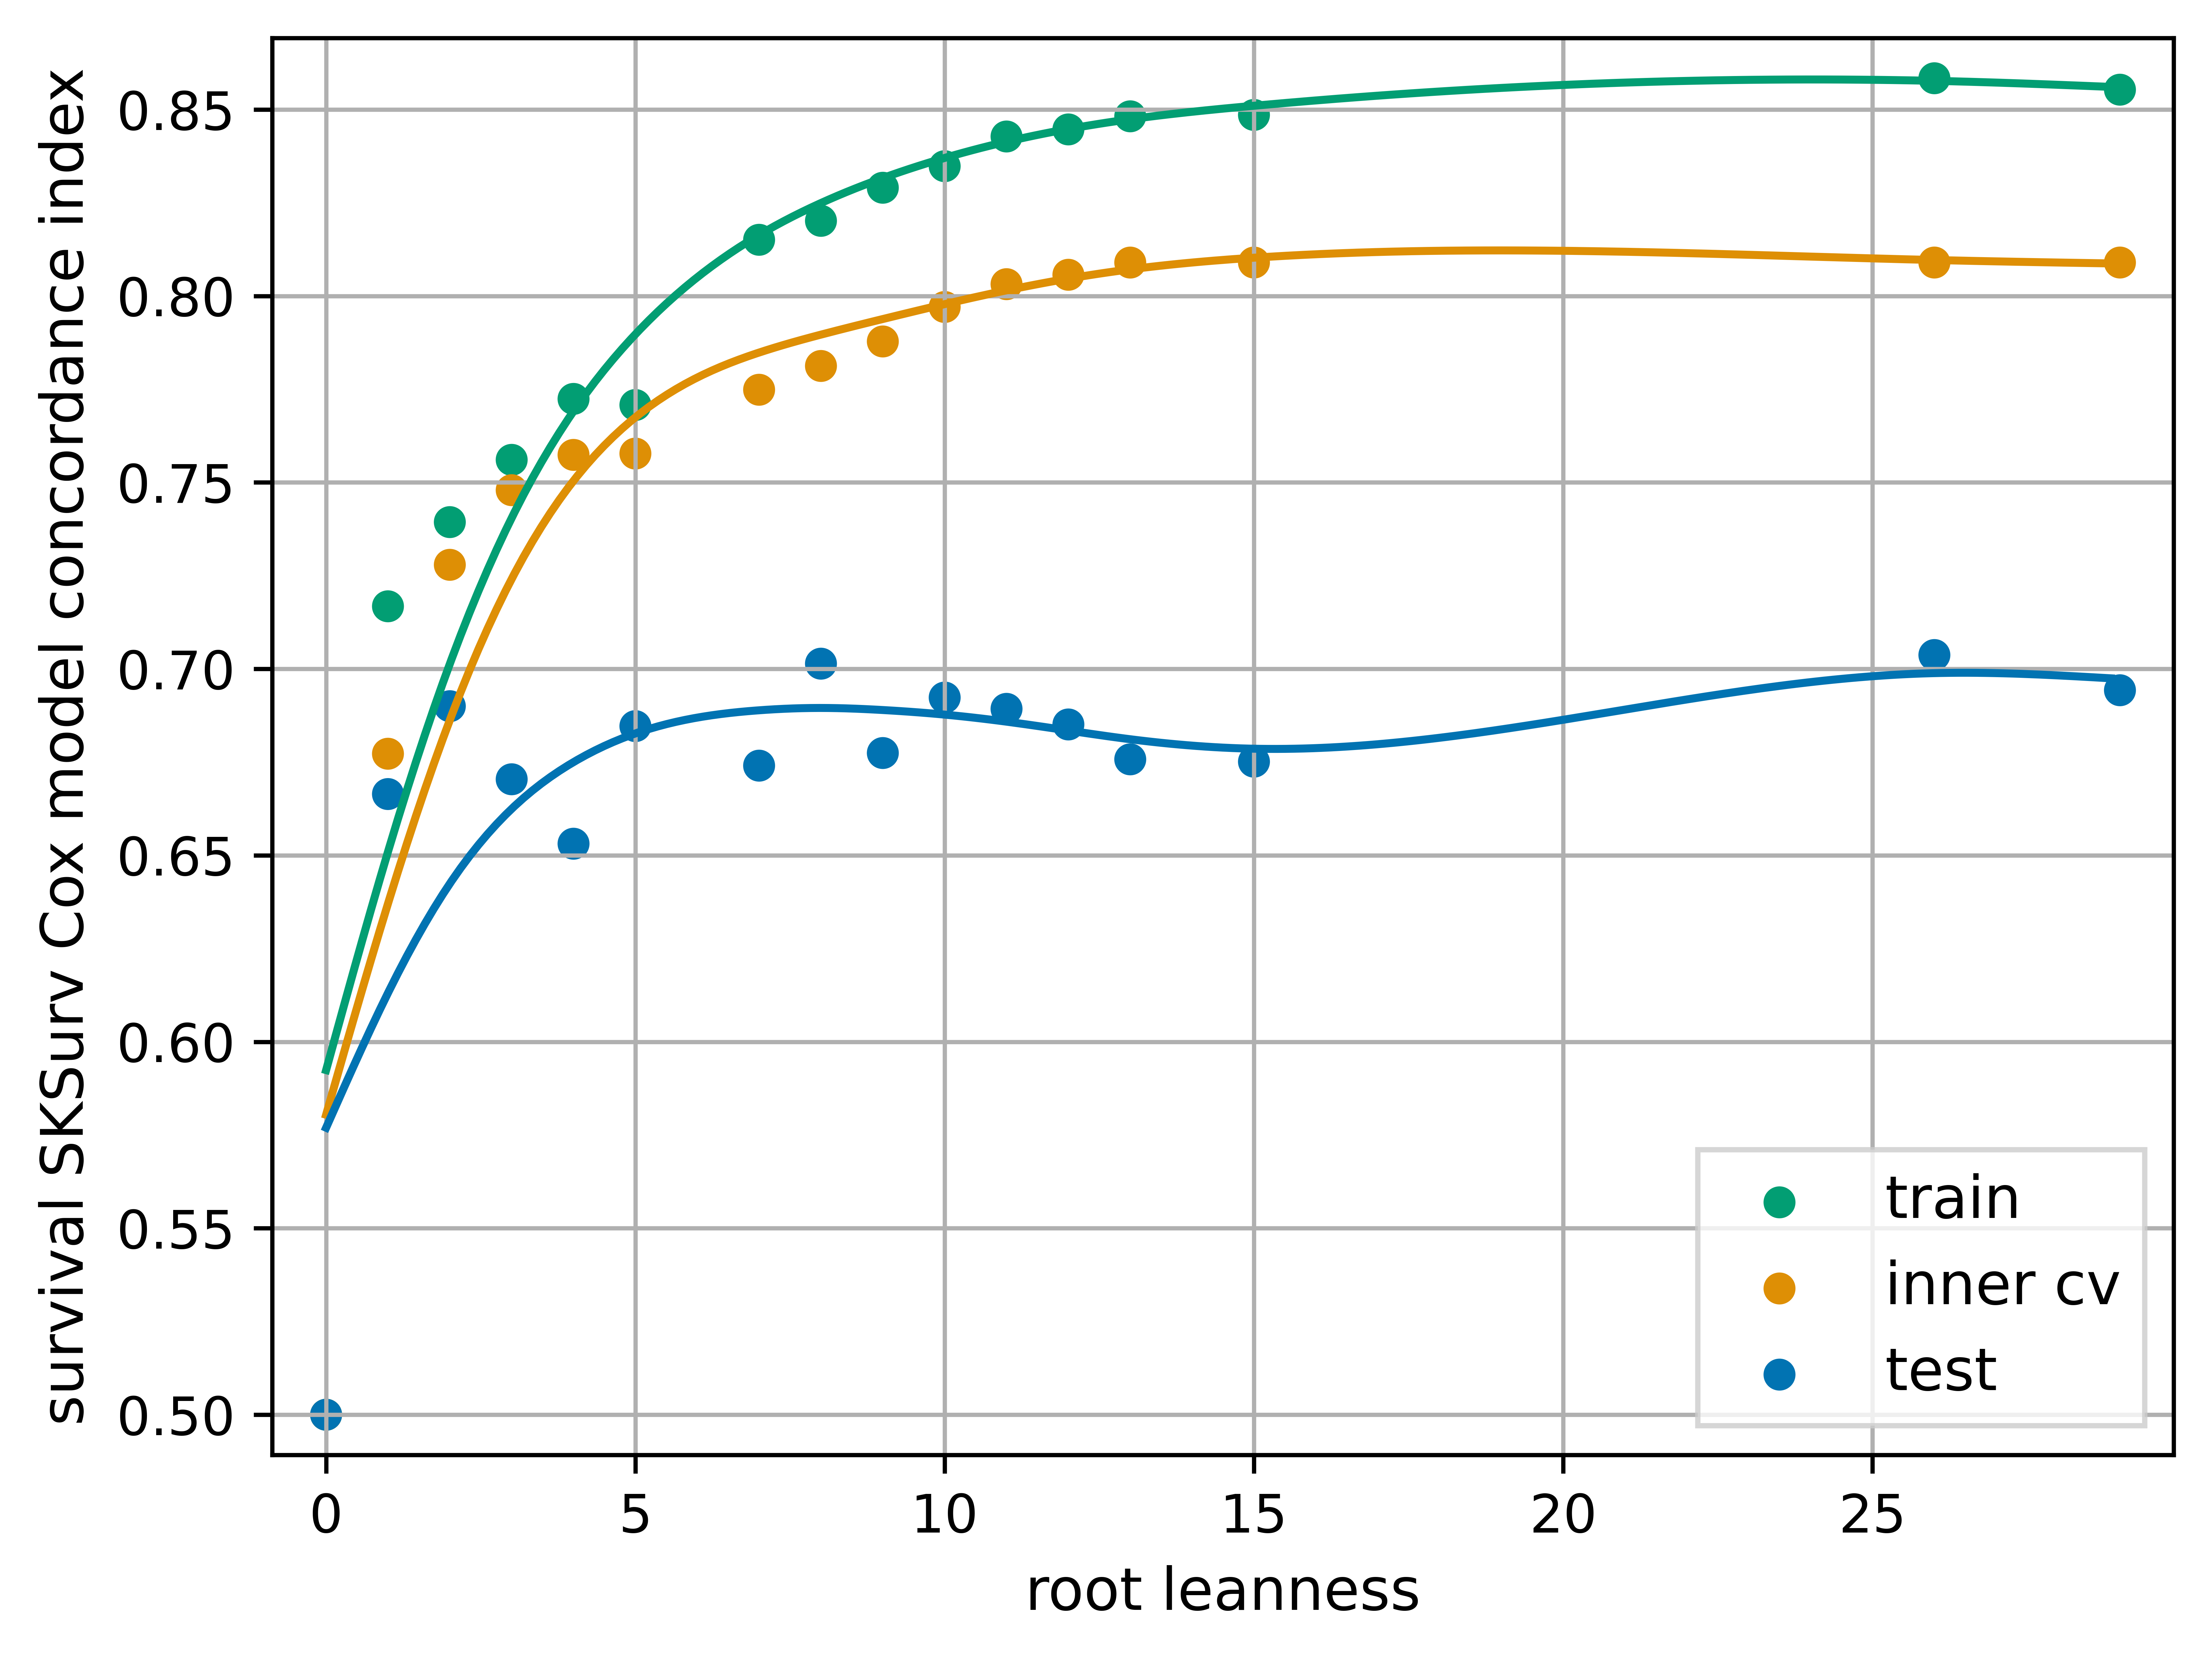 survival SKSurv Cox model concordance index
0.85
0.80
0.75
0.70
0.65
0.60
0.55
0.50
train
inner cv
test
0 5 10 15 20 25
root leanness